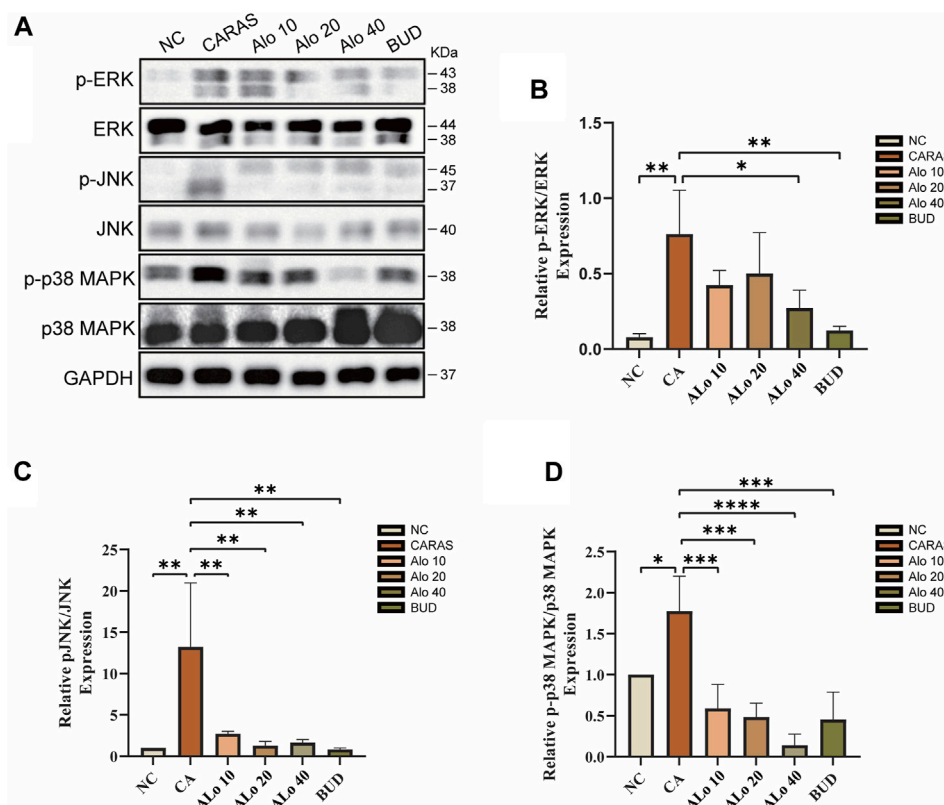 A
NC
CARAS
Alo 10
Alo 20
Alo 40
BUD
KDa
p-ERK
43
38
ERK
44
38
p-JNK
45
37
JNK
40
p-p38 MAPK
38
p38 MAPK
38
GAPDH
37
B
Relative p-ERK/ERK
Expression
1.5
1.0
0.5
0.0
**
*
**
NC
CA
ALo 10
ALo 20
ALo 40
BUD
NC
CARA
Alo 10
Alo 20
Alo 40
BUD
C
Relative pJNK/JNK
Expression
25
20
15
10
5
0
**
**
**
**
**
NC
CA
ALo 10
ALo 20
ALo 40
BUD
NC
CARAS
Alo 10
Alo 20
Alo 40
BUD
D
Relative p-p38 MAPK/p38 MAPK
Expression
2.5
2.0
1.5
1.0
0.5
0.0
***
****
***
*
***
NC
CA
ALo 10
ALo 20
ALo 40
BUD
NC
CARAS
Alo 10
Alo 20
Alo 40
BUD